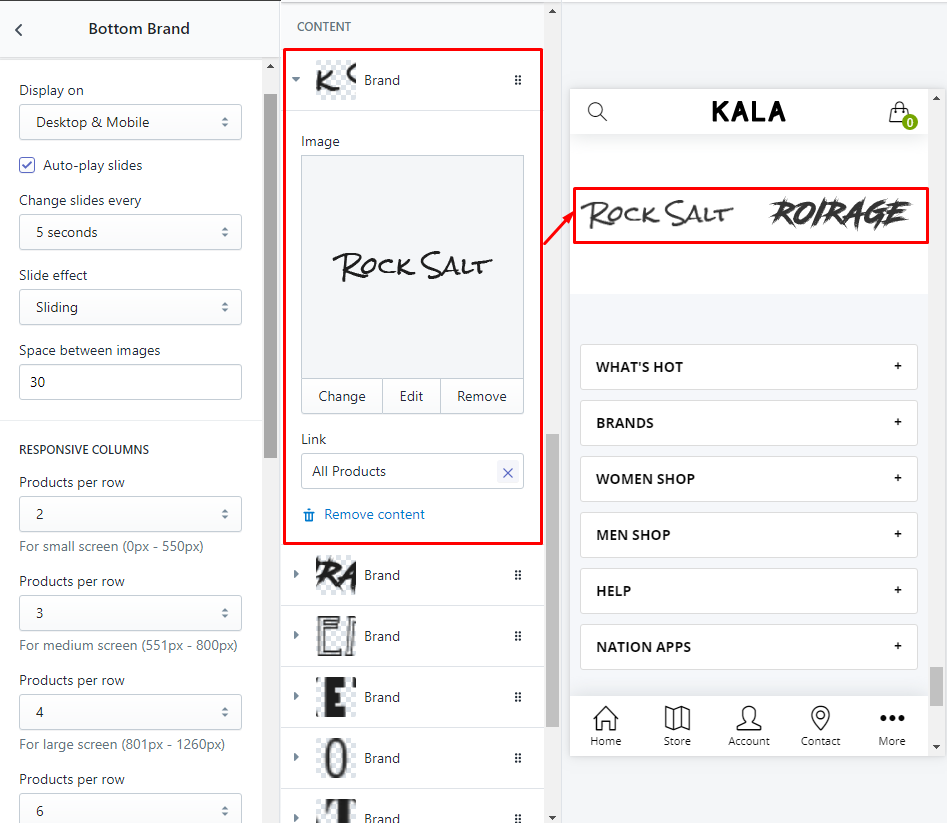 Bottom Brand
Display on
Desktop & Mobile
Auto-play slides
Change slides every
5 seconds
Slide effect
Sliding
Space between images
30
RESPONSIVE COLUMNS
Products per row
2
For small screen (0px - 550px)
Products per row
3
For medium screen (551px - 800px)
Products per row
4
For large screen (801px - 1260px)
Products per row
6
CONTENT
Brand
Image
ROCK SALT
Change Edit Remove
Link
All Products
Remove content
RA Brand
Brand
E Brand
O Brand
T Brand
KALA
0
ROCK SALT ROIRAGE
WHAT'S HOT +
BRANDS +
WOMEN SHOP +
MEN SHOP +
HELP +
NATION APPS +
Home Store Account Contact More